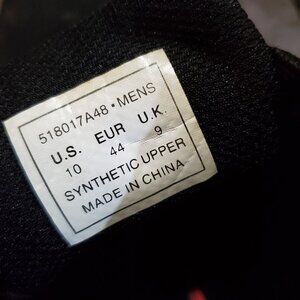 518017A48 • MENS
U.S. EUR U.K.
10 44 9
SYNTHETIC UPPER
MADE IN CHINA